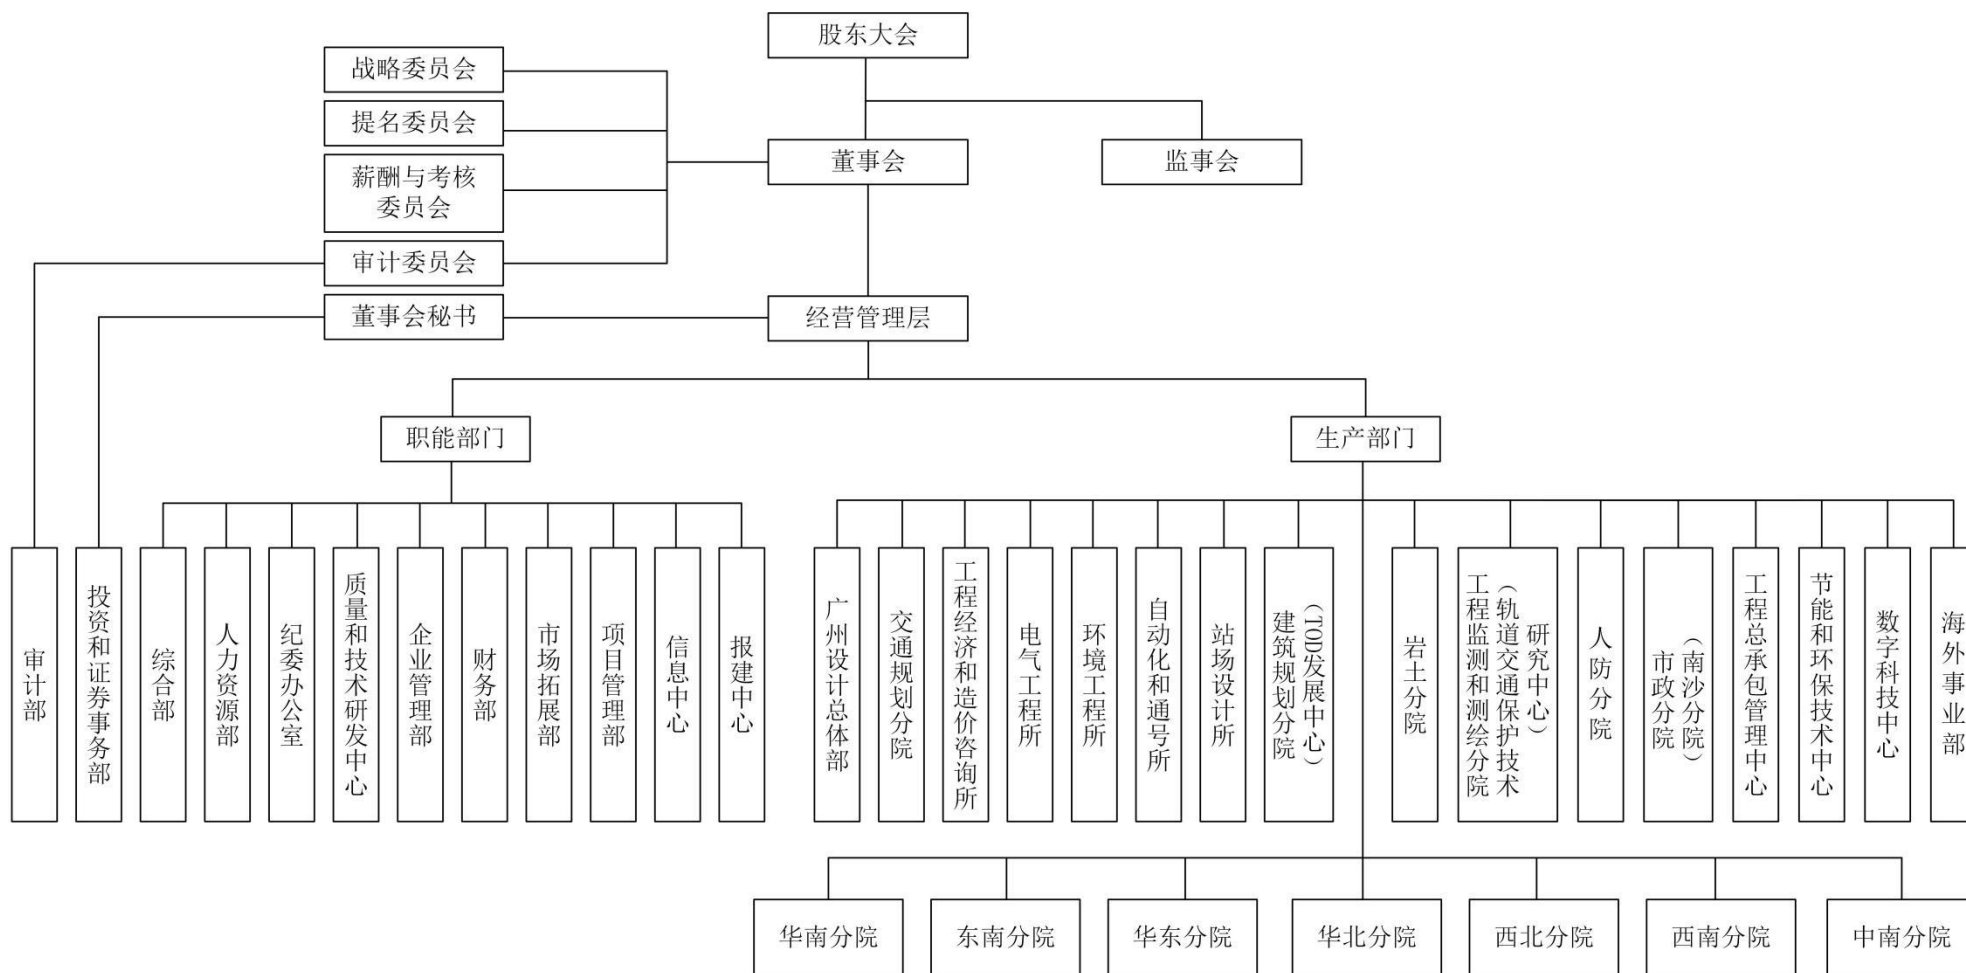 股东大会
战略委员会
提名委员会
董事会
监事会
薪酬与考核
委员会
审计委员会
董事会秘书
经营管理层
职能部门
生产部门
审计部
投资和证券事务部
综合部
人力资源部
纪委办公室
质量和技术研发中心
企业管理部
财务部
市场拓展部
项目管理部
信息中心
报建中心
广州设计总体部
交通规划分院
工程经济和造价咨询所
电气工程所
环境工程所
自动化和通号所
站场设计所
建筑规划分院
（TOD发展中心）
岩土分院
工程监测和测绘分院
（轨道交通保护技术
研究中心）
人防分院
市政分院
（南沙分院）
工程总承包管理中心
节能和环保技术中心
数字科技中心
海外事业部
华南分院
东南分院
华东分院
华北分院
西北分院
西南分院
中南分院